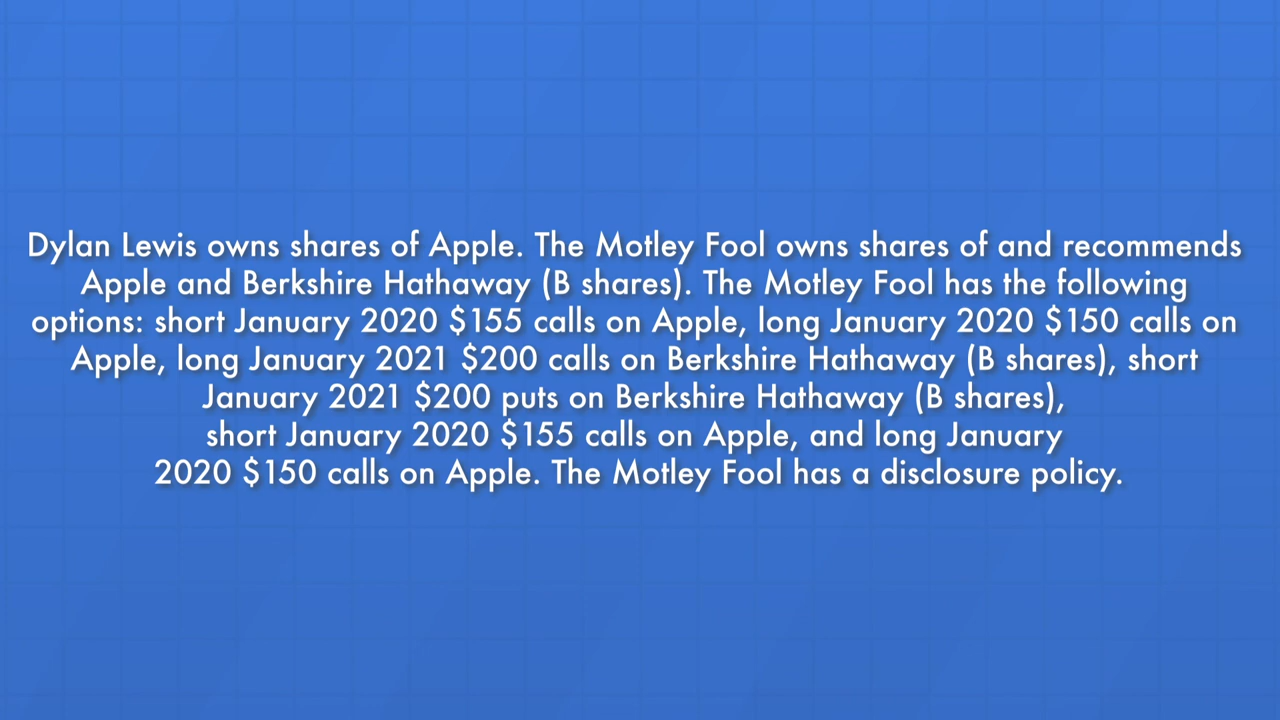 Dylan Lewis owns shares of Apple. The Motley Fool owns shares of and recommends
Apple and Berkshire Hathaway (B shares). The Motley Fool has the following
options: short January 2020 $155 calls on Apple, long January 2020 $150 calls on
Apple, long January 2021 $200 calls on Berkshire Hathaway (B shares), short
January 2021 $200 puts on Berkshire Hathaway (B shares),
short January 2020 $155 calls on Apple, and long January
2020 $150 calls on Apple. The Motley Fool has a disclosure policy.